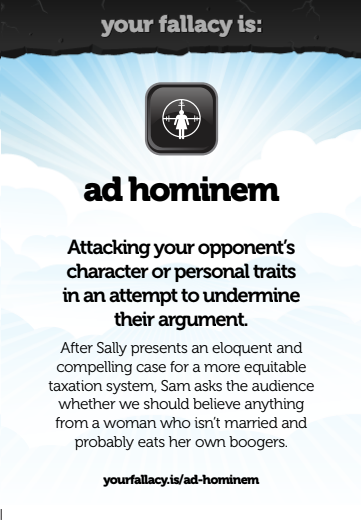 your fallacy is:
ad hominem
Attacking your opponent's
character or personal traits
in an attempt to undermine
their argument.
After Sally presents an eloquent and
compelling case for a more equitable
taxation system, Sam asks the audience
whether we should believe anything
from a woman who isn't married and
probably eats her own boogers.
yourfallacy.is/ad-hominem